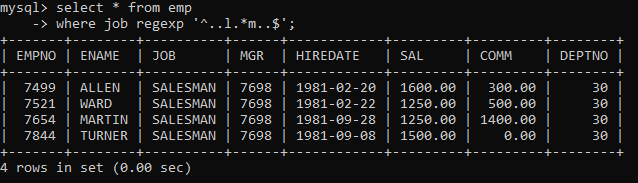 mysql> select * from emp
    -> where job regexp '^..l.*m..$';
+-------+--------+----------+------+------------+---------+---------+--------+
| EMPNO | ENAME  | JOB      | MGR  | HIREDATE   | SAL     | COMM    | DEPTNO |
+-------+--------+----------+------+------------+---------+---------+--------+
|  7499 | ALLEN  | SALESMAN | 7698 | 1981-02-20 | 1600.00 |  300.00 |     30 |
|  7521 | WARD   | SALESMAN | 7698 | 1981-02-22 | 1250.00 |  500.00 |     30 |
|  7654 | MARTIN | SALESMAN | 7698 | 1981-09-28 | 1250.00 | 1400.00 |     30 |
|  7844 | TURNER | SALESMAN | 7698 | 1981-09-08 | 1500.00 |    0.00 |     30 |
+-------+--------+----------+------+------------+---------+---------+--------+
4 rows in set (0.00 sec)